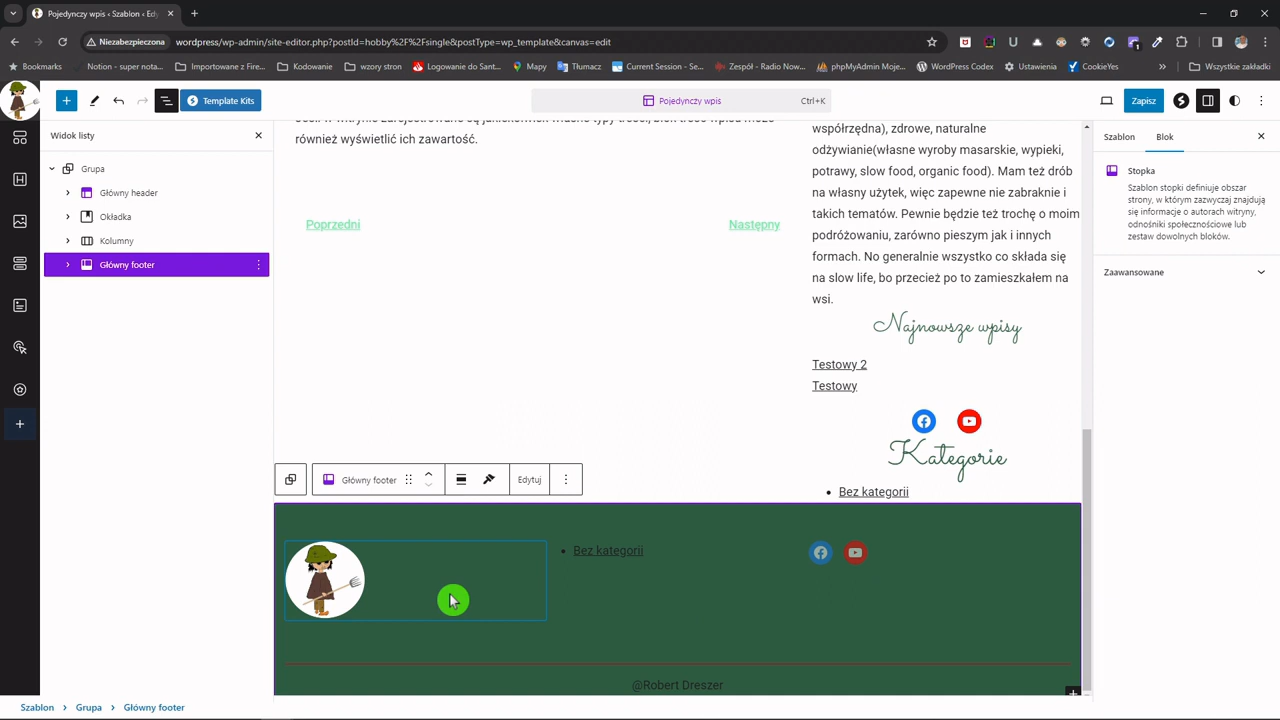 Pojedynczy wpis ‹ Szablony ‹ Edy
Niezabezpieczona
wordpress/wp-admin/site-editor.php?postId=hobby%2F%2Fsingle&postType=wp_template&canvas=edit
Bookmarks
Notion - super nota...
Importowane z Fire...
Kodowanie
wzory stron
Logowanie do Sant...
Mapy
Tłumacz
Current Session - Se...
Zespół - Radio Now...
phpMyAdmin Moje...
WordPress Codex
Ustawienia
CookieYes
Wszystkie zakładki
Template Kits
Pojedynczy wpis
Ctrl+K
Zapisz
Widok listy
Grupa
Główny header
Okładka
Kolumny
Główny footer
również wyświetlić ich zawartość.
Poprzedni
Następny
współrzędna), zdrowe, naturalne
odżywianie(własne wyroby masarskie, wypieki,
potrawy, slow food, organic food). Mam też drób
na własny użytek, więc zapewne nie zabraknie i
takich tematów. Pewnie będzie też trochę o moim
podróżowaniu, zarówno pieszym jak i innych
formach. No generalnie wszystko co składa się
na slow life, bo przecież po to zamieszkałem na
wsi.
Najnowsze wpisy
Testowy 2
Testowy
Kategorie
Bez kategorii
Główny footer
Edytuj
Bez kategorii
@Robert Dreszer
Szablon
Blok
Stopka
Szablon stopki definiuje obszar
strony, w którym zazwyczaj znajdują
się informacje o autorach witryny,
odnośniki społecznościowe lub
zestaw dowolnych bloków.
Zaawansowane
Szablon
Grupa
Główny footer